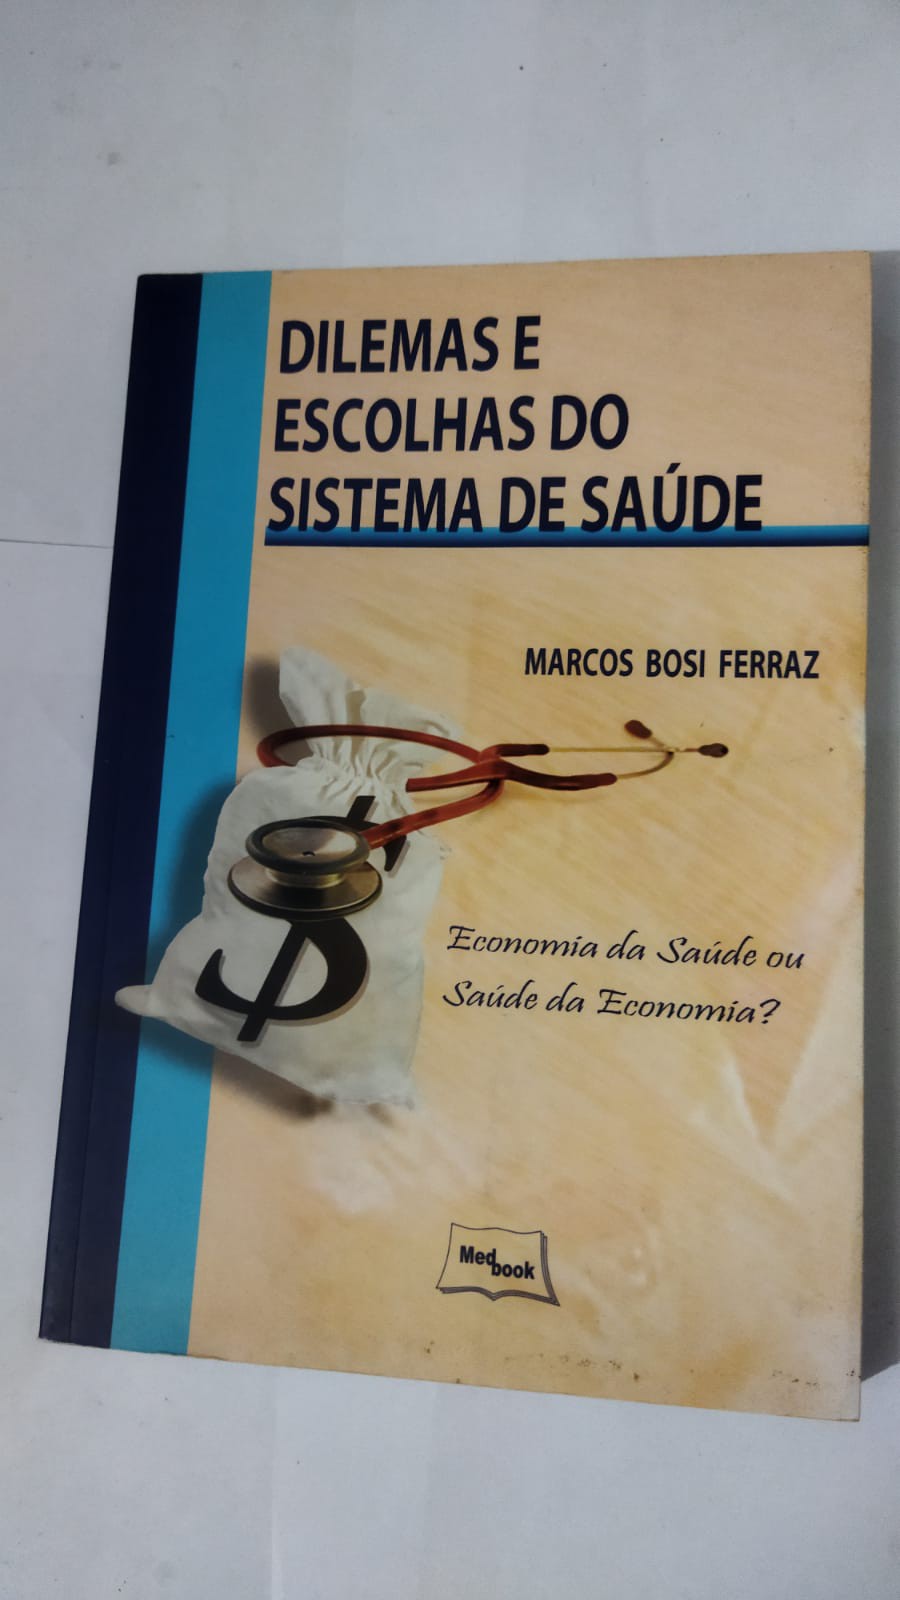 DILEMAS E
ESCOLHAS DO
SISTEMA DE SAÚDE
MARCOS BOSI FERRAZ
$
Economia da Saúde ou
Saúde da Economia?
Med
book